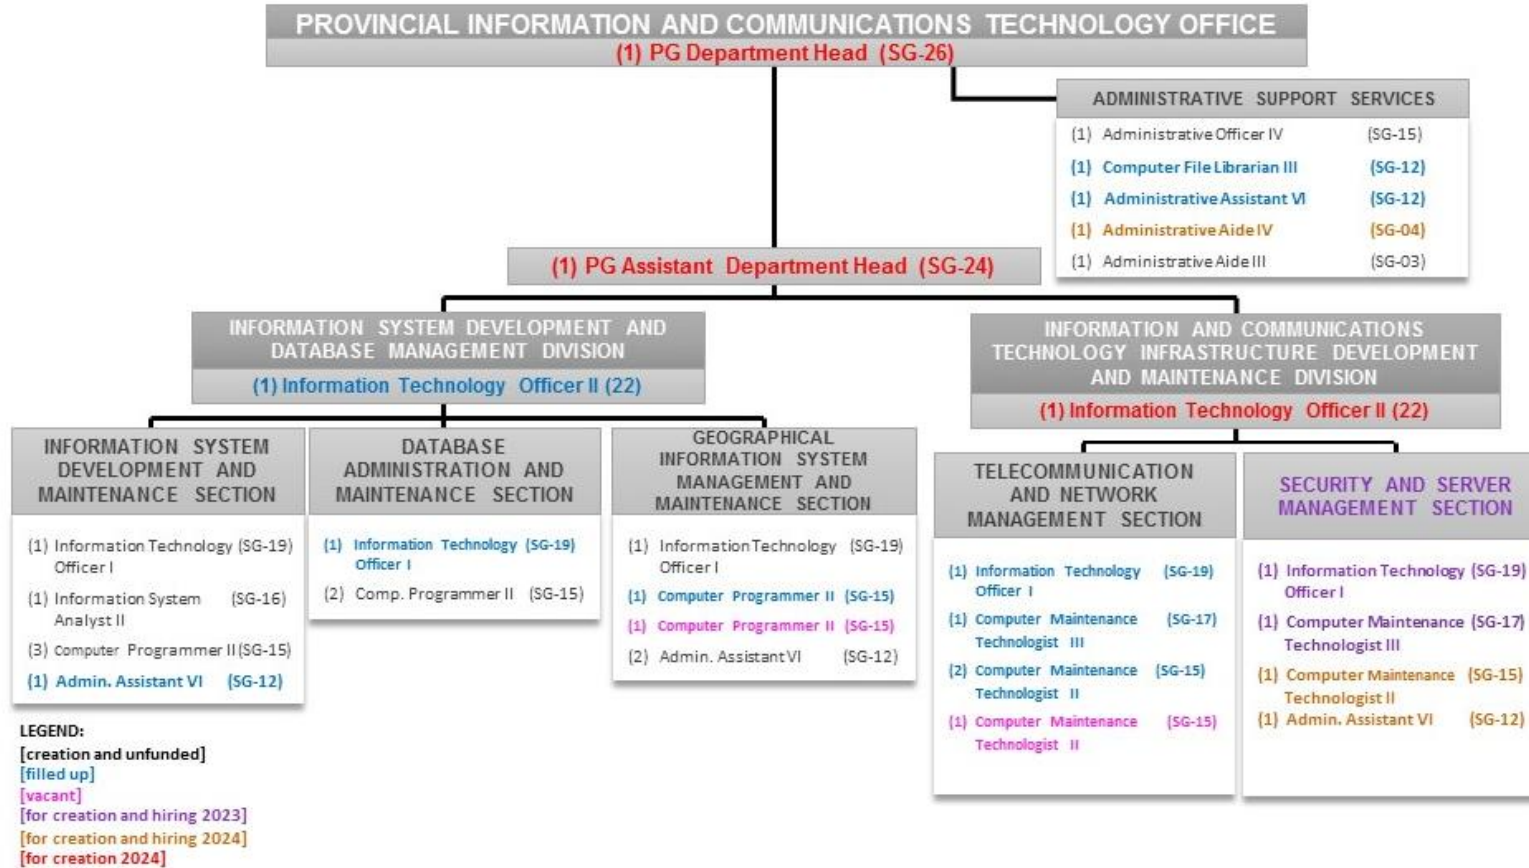 PROVINCIAL INFORMATION AND COMMUNICATIONS TECHNOLOGY OFFICE
(1) PG Department Head (SG-26)
ADMINISTRATIVE SUPPORT SERVICES
(1) Administrative Officer IV (SG-15)
(1) Computer File Librarian III (SG-12)
(1) Administrative Assistant VI (SG-12)
(1) Administrative Aide IV (SG-04)
(1) Administrative Aide III (SG-03)
(1) PG Assistant Department Head (SG-24)
INFORMATION SYSTEM DEVELOPMENT AND
DATABASE MANAGEMENT DIVISION
(1) Information Technology Officer II (22)
INFORMATION AND COMMUNICATIONS
TECHNOLOGY INFRASTRUCTURE DEVELOPMENT
AND MAINTENANCE DIVISION
(1) Information Technology Officer II (22)
INFORMATION SYSTEM
DEVELOPMENT AND
MAINTENANCE SECTION
(1) Information Technology (SG-19)
Officer I
(1) Information System (SG-16)
Analyst II
(3) Computer Programmer II (SG-15)
(1) Admin. Assistant VI (SG-12)
DATABASE
ADMINISTRATION AND
MAINTENANCE SECTION
(1) Information Technology (SG-19)
Officer I
(2) Comp. Programmer II (SG-15)
GEOGRAPHICAL
INFORMATION SYSTEM
MANAGEMENT AND
MAINTENANCE SECTION
(1) Information Technology (SG-19)
Officer I
(1) Computer Programmer II (SG-15)
(1) Computer Programmer II (SG-15)
(2) Admin. Assistant VI (SG-12)
TELECOMMUNICATION
AND NETWORK
MANAGEMENT SECTION
(1) Information Technology (SG-19)
Officer I
(1) Computer Maintenance (SG-17)
Technologist III
(2) Computer Maintenance (SG-15)
Technologist II
(1) Computer Maintenance (SG-15)
Technologist II
SECURITY AND SERVER
MANAGEMENT SECTION
(1) Information Technology (SG-19)
Officer I
(1) Computer Maintenance (SG-17)
Technologist III
(1) Computer Maintenance (SG-15)
Technologist II
(1) Admin. Assistant VI (SG-12)
LEGEND:
[creation and unfunded]
[filled up]
[vacant]
[for creation and hiring 2023]
[for creation and hiring 2024]
[for creation 2024]